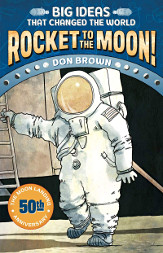 BIG IDEAS
THAT CHANGED THE WORLD
ROCKET
TO THE
MOON!
DON BROWN
THE MOON LANDING
50th
ANNIVERSARY